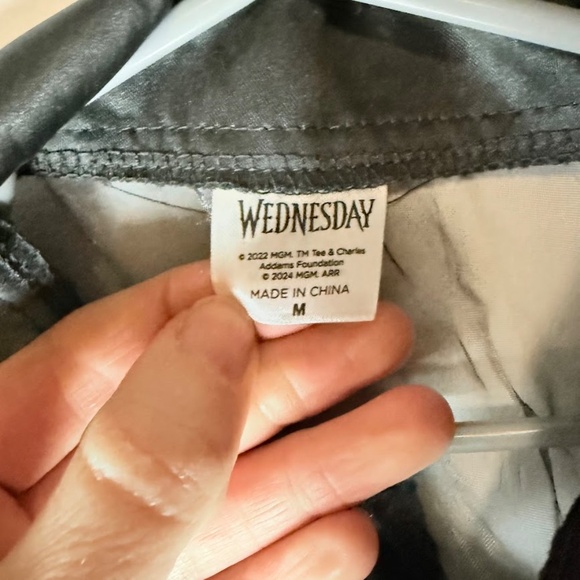 WEDNESDAY
© 2022 MGM. TM Tee & Charles
Addams Foundation
© 2024 MGM. ARR
MADE IN CHINA
M